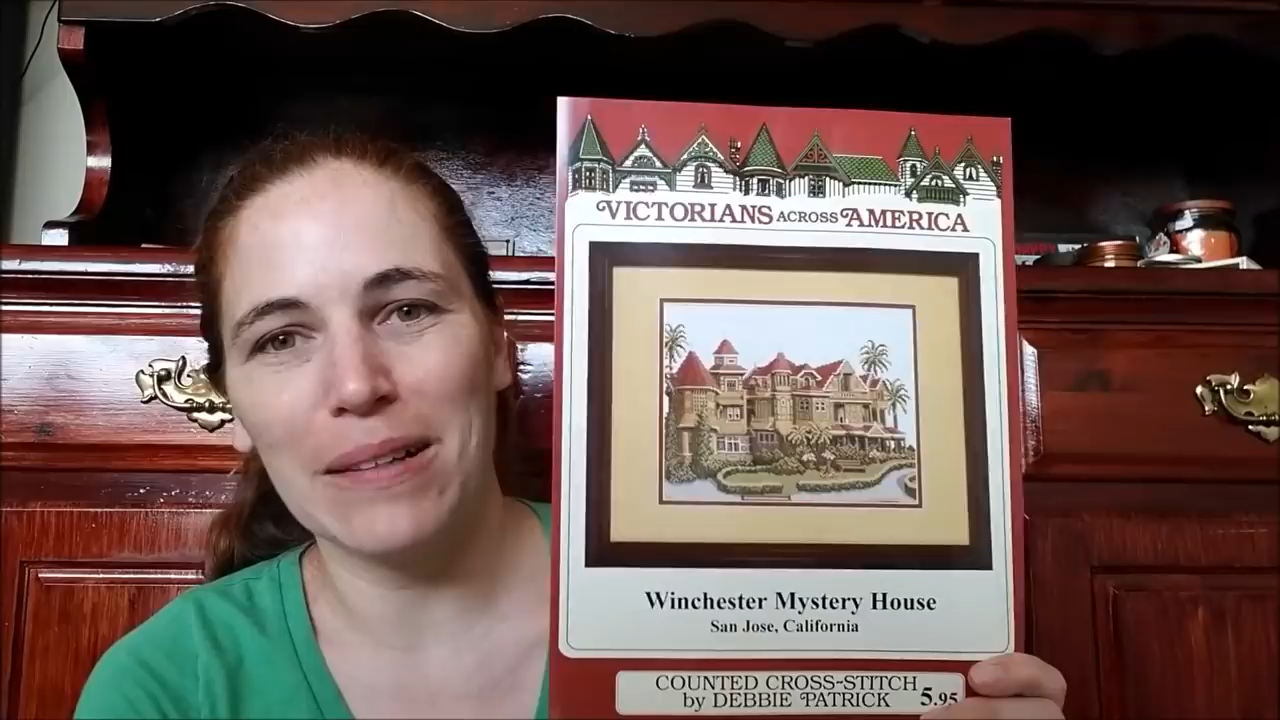 VICTORIANS ACROSS AMERICA
Winchester Mystery House
San Jose, California
COUNTED CROSS-STITCH
by DEBBIE PATRICK 5.95